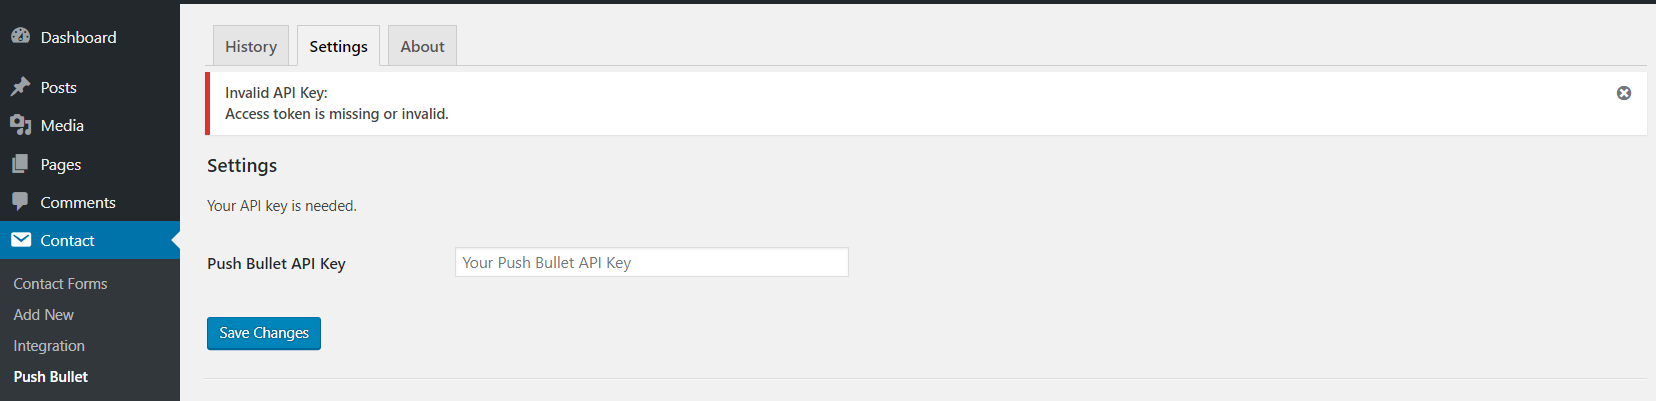 Dashboard
Posts
Media
Pages
Comments
Contact
Contact Forms
Add New
Integration
Push Bullet
History
Settings
About
Invalid API Key:
Access token is missing or invalid.
Settings
Your API key is needed.
Push Bullet API Key
Your Push Bullet API Key
Save Changes